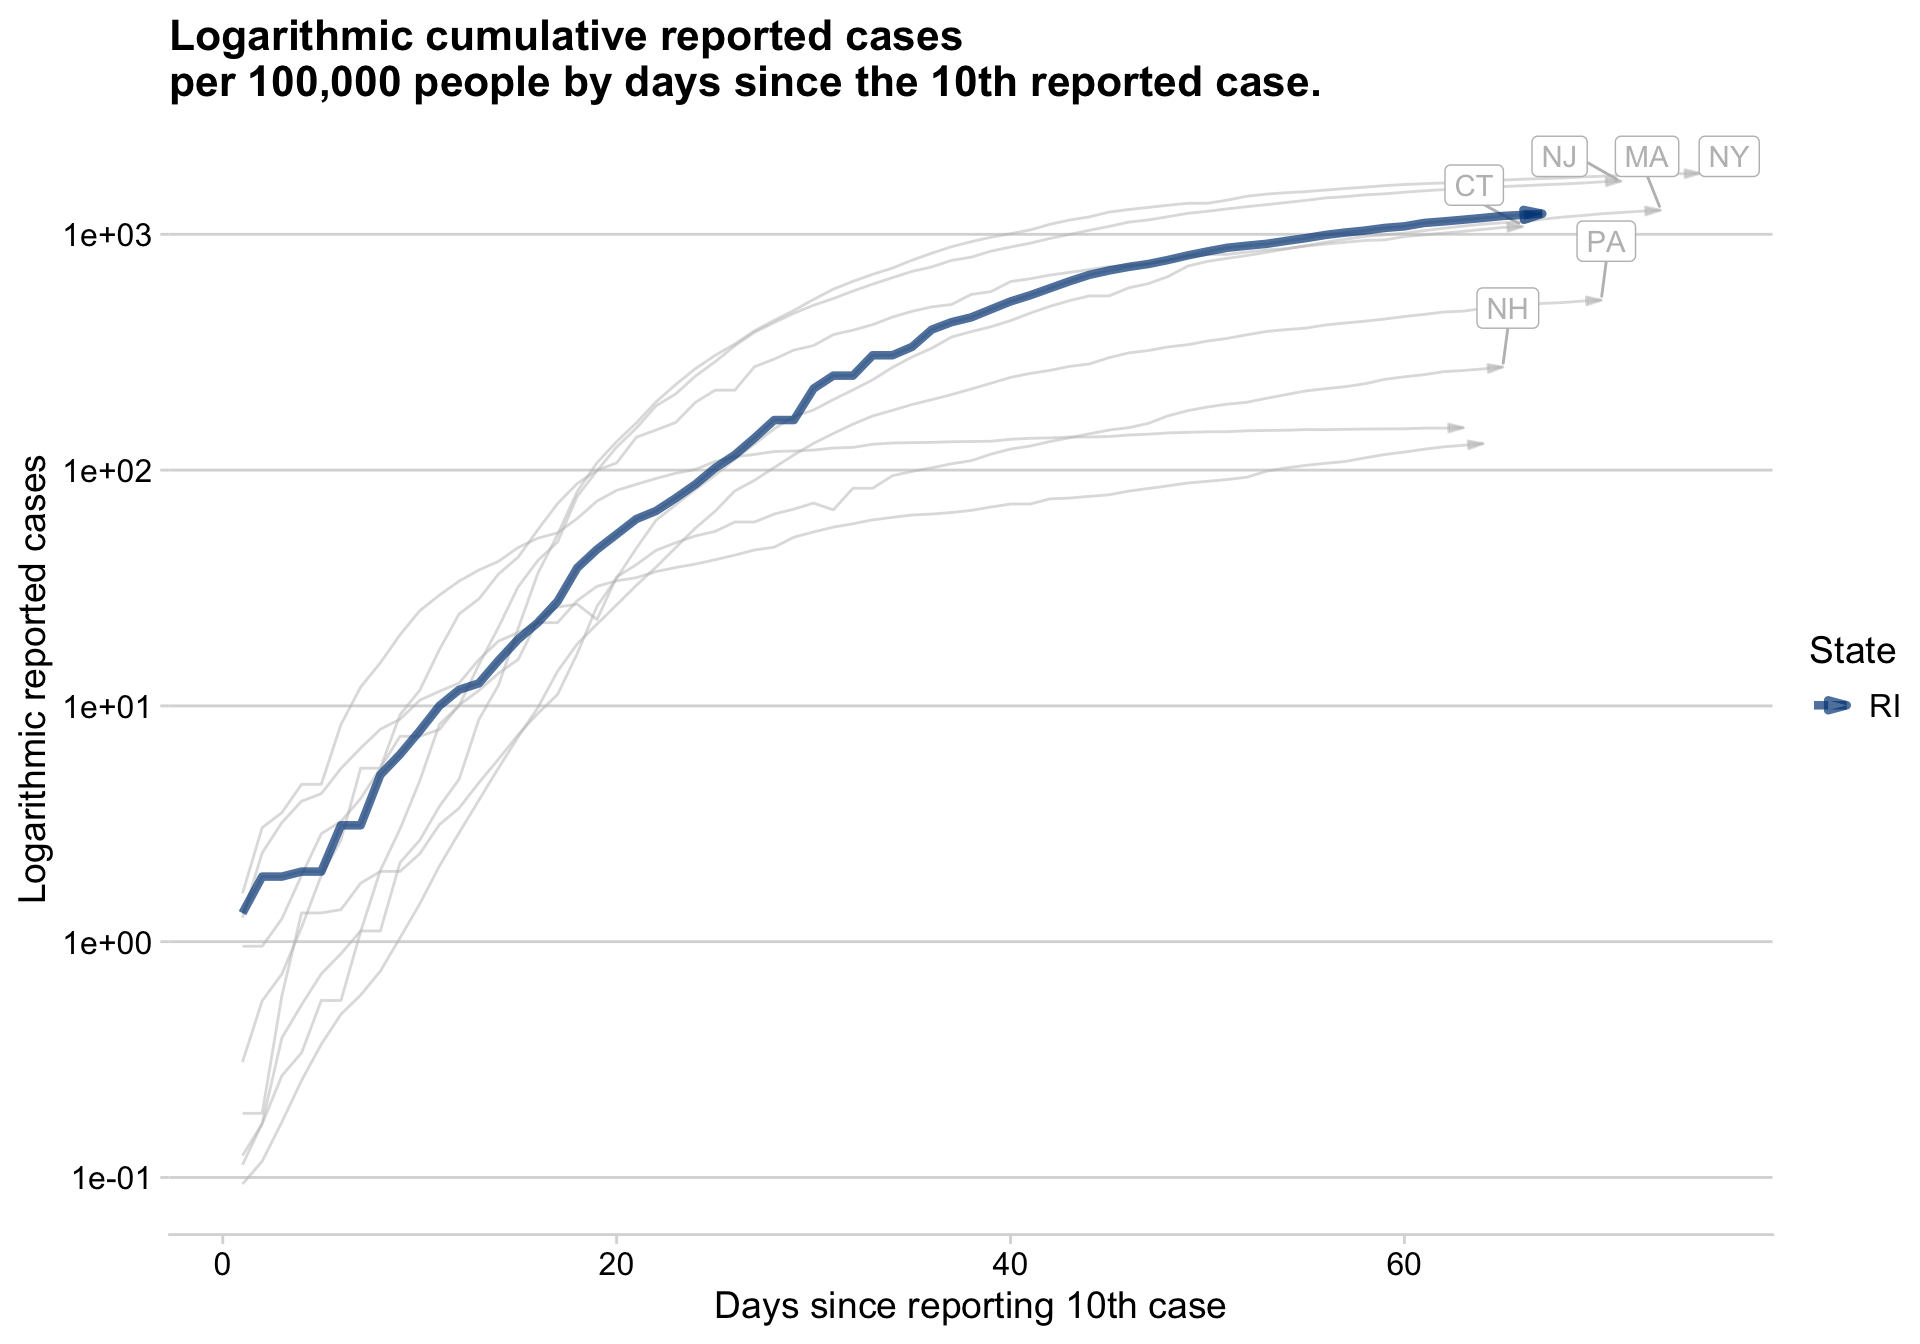 Logarithmic cumulative reported cases
per 100,000 people by days since the 10th reported case.
NJ
MA
NY
CT
PA
NH
1e+03
1e+02
1e+01
1e+00
1e-01
Logarithmic reported cases
0
20
40
60
Days since reporting 10th case
State
RI